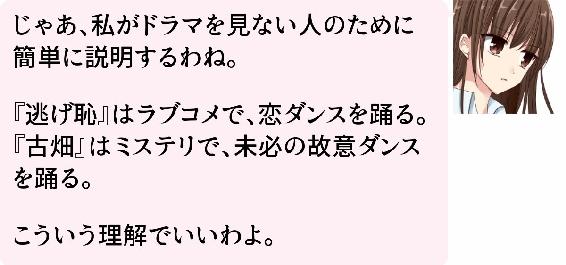 じゃあ、私がドラマを見ない人のために
簡単に説明するわね。
『逃げ恥』はラブコメで、恋ダンスを踊る。
『古畑』はミステリで、未必の故意ダンス
を踊る。
こういう理解でいいわよ。